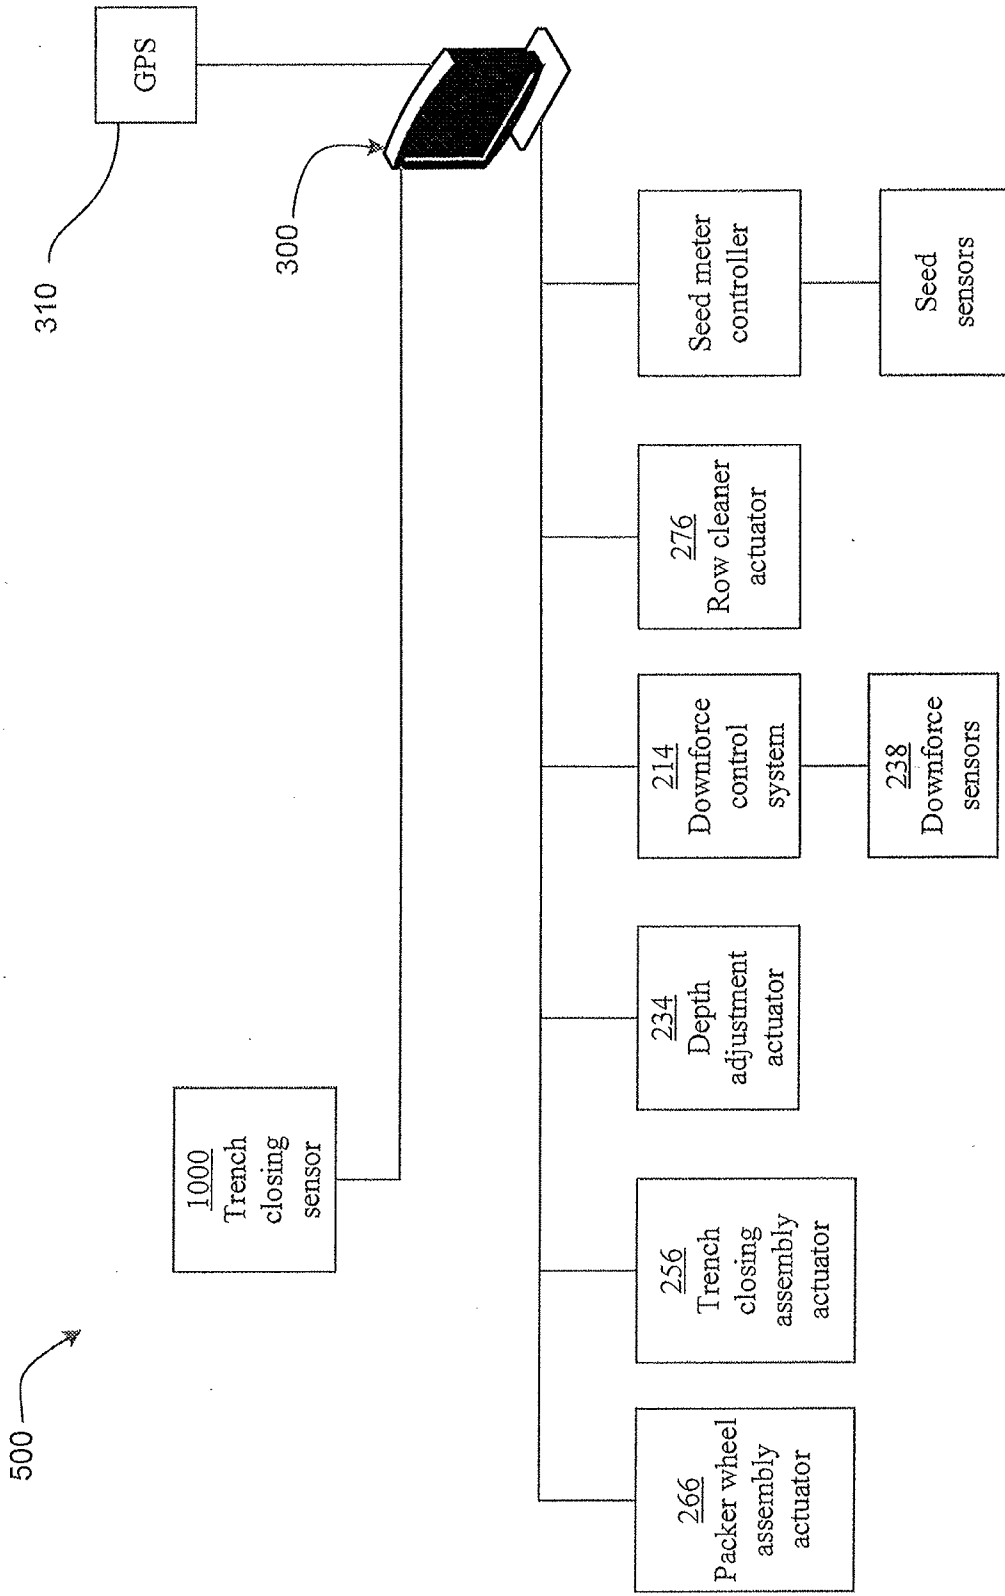 500
1000
Trench
closing
sensor
310
GPS
300
266
Packer wheel
assembly
actuator
256
Trench
closing
assembly
actuator
234
Depth
adjustment
actuator
214
Downforce
control
system
238
Downforce
sensors
276
Row cleaner
actuator
Seed meter
controller
Seed
sensors